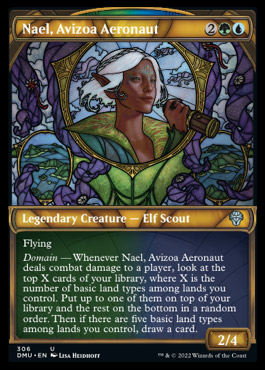 Nael, Avizoa Aeronaut 2
Legendary Creature — Elf Scout
Flying
Domain — Whenever Nael, Avizoa Aeronaut
deals combat damage to a player, look at the
top X cards of your library, where X is the
number of basic land types among lands you
control. Put up to one of them on top of your
library and the rest on the bottom in a random
order. Then if there are five basic land types
among lands you control, draw a card.
2/4
306 U
DMU • EN Lisa Heidhoff
™ & © 2022 Wizards of the Coast